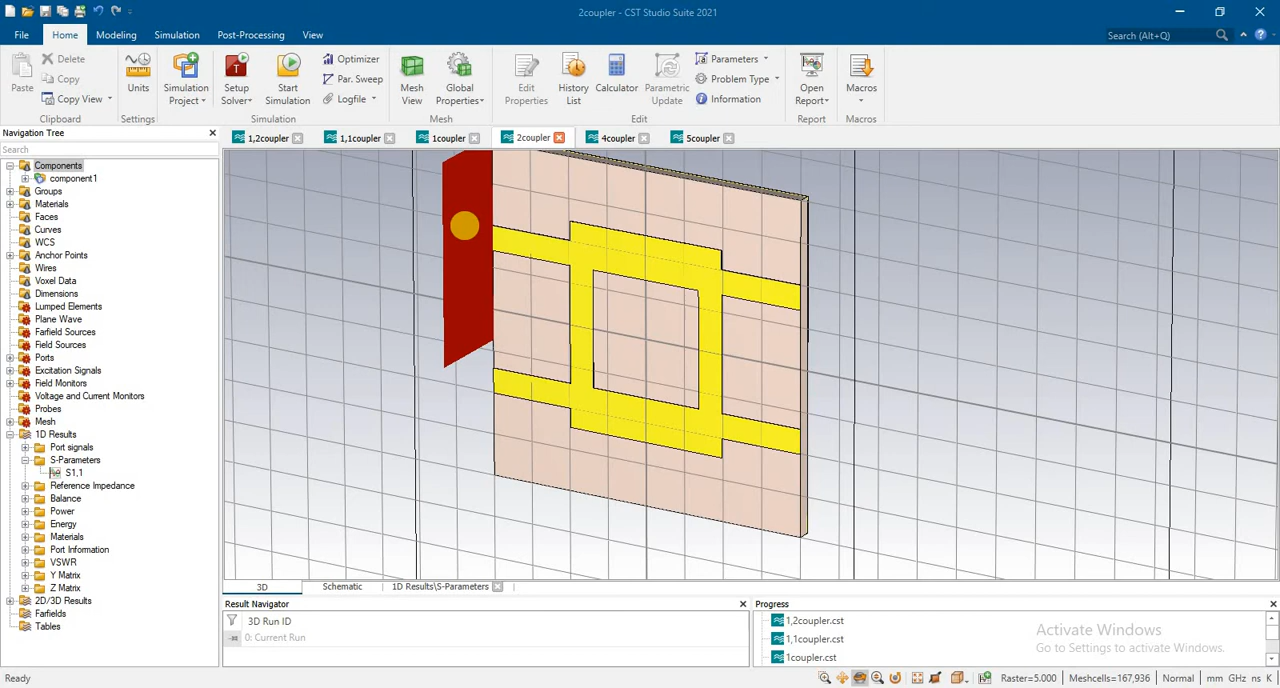 2coupler - CST Studio Suite 2021
File Home Modeling Simulation Post-Processing View Search (Alt+Q)
Paste Delete Copy Copy View Clipboard
Units Settings
Simulation Project Setup Solver Start Simulation Optimizer Par. Sweep Logfile Simulation
Mesh View Global Properties Mesh
Edit Properties History List Calculator Parametric Update Parameters Problem Type Information Edit
Open Report Report
Macros Macros
Navigation Tree
1,2coupler 1,1coupler 1coupler 2coupler 4coupler 5coupler
Search
Components
component1
Groups
Materials
Faces
Curves
WCS
Anchor Points
Wires
Voxel Data
Dimensions
Lumped Elements
Plane Wave
Farfield Sources
Field Sources
Ports
Excitation Signals
Field Monitors
Voltage and Current Monitors
Probes
Mesh
1D Results
Port signals
S-Parameters
S1,1
Reference Impedance
Balance
Power
Energy
Materials
Port Information
VSWR
Y Matrix
Z Matrix
2D/3D Results
Farfields
Tables
3D Schematic 1D Results\S-Parameters
Result Navigator
3D Run ID
0: Current Run
Progress
1,2coupler.cst
1,1coupler.cst
1coupler.cst
Activate Windows
Go to Settings to activate Windows.
Ready
Raster=5.000 Meshcells=167,936 Normal mm GHz ns K